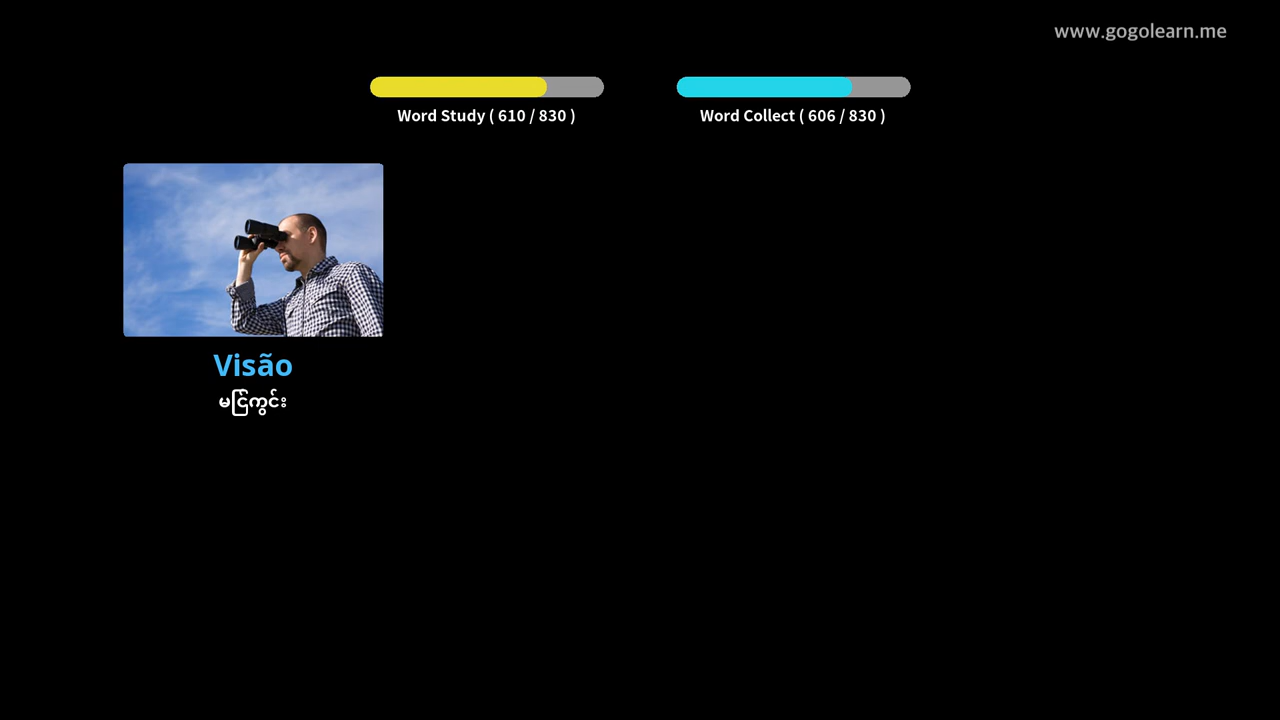 www.gogolearn.me
Word Study ( 610 / 830 )
Word Collect ( 606 / 830 )
Visão
မြင်ကွင်း